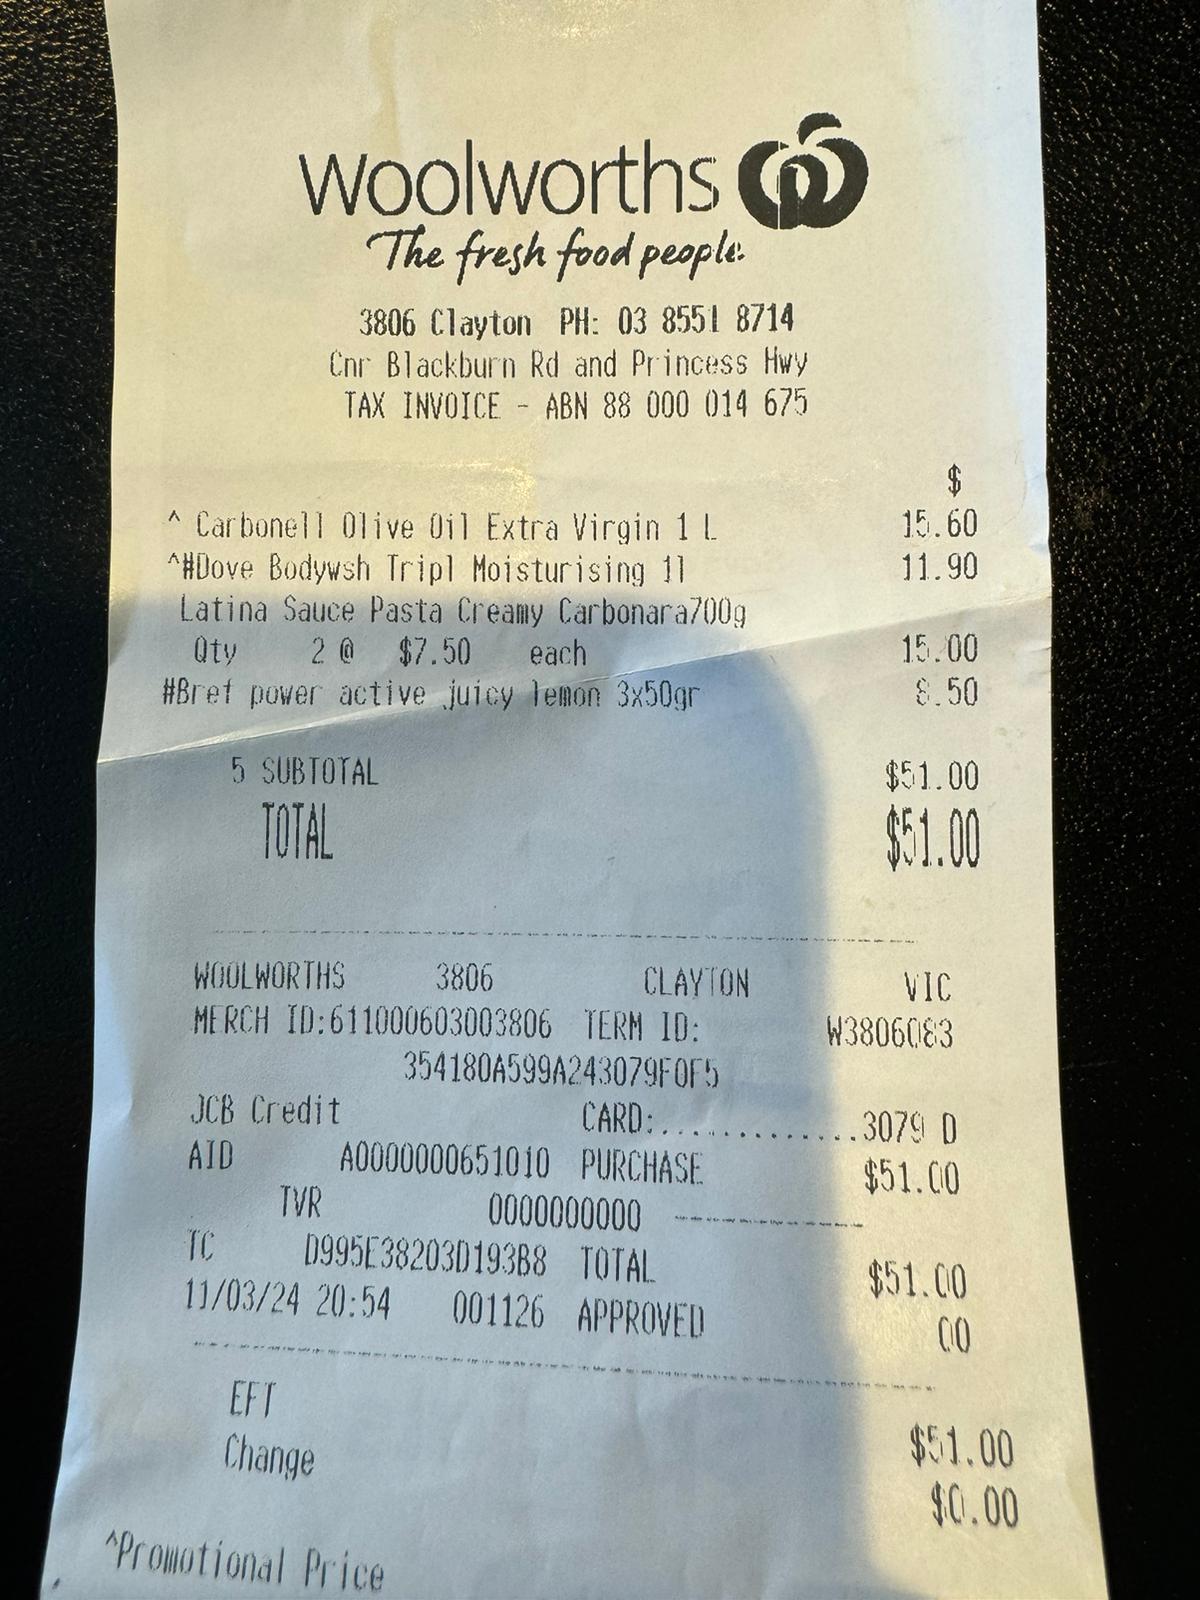 Woolworths
The fresh food people
3806 Clayton PH: 03 8551 8714
Cnr Blackburn Rd and Princess Hwy
TAX INVOICE - ABN 88 000 014 675
$
^ Carbonell Olive Oil Extra Virgin 1 L 15.60
^#Dove Bodywsh Tripl Moisturising 1l 11.90
Latina Sauce Pasta Creamy Carbonara700g
Qty 2 @ $7.50 each 15.00
#Bref power active juicy lemon 3x50gr 8.50
5 SUBTOTAL $51.00
TOTAL $51.00
WOOLWORTHS 3806 CLAYTON VIC
MERCH ID:611000603003806 TERM ID: W3806083
354180A599A243079F0F5
JCB Credit CARD:..............3079 D
AID A0000000651010 PURCHASE $51.00
TVR 0000000000
TC D995E38203D193B8 TOTAL $51.00
11/03/24 20:54 001126 APPROVED 00
EFT $51.00
Change $0.00
^Promotional Price